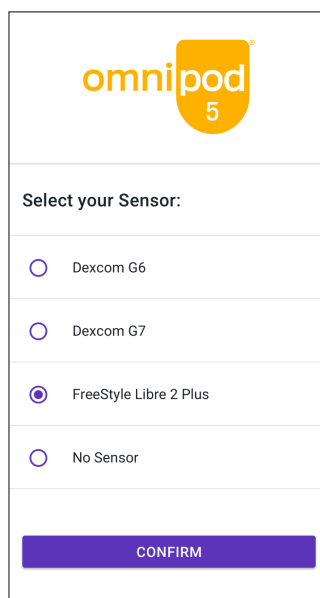 omnipod®
5
Select your Sensor:
Dexcom G6
Dexcom G7
FreeStyle Libre 2 Plus
No Sensor
CONFIRM